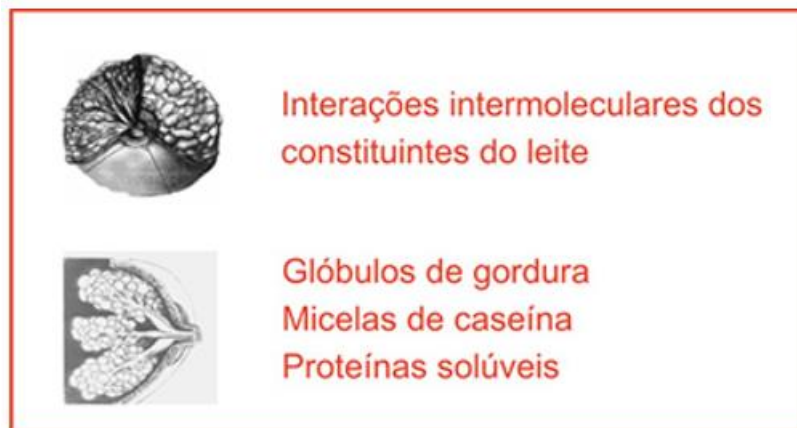 Interações intermoleculares dos
constituintes do leite
Glóbulos de gordura
Micelas de caseína
Proteínas solúveis